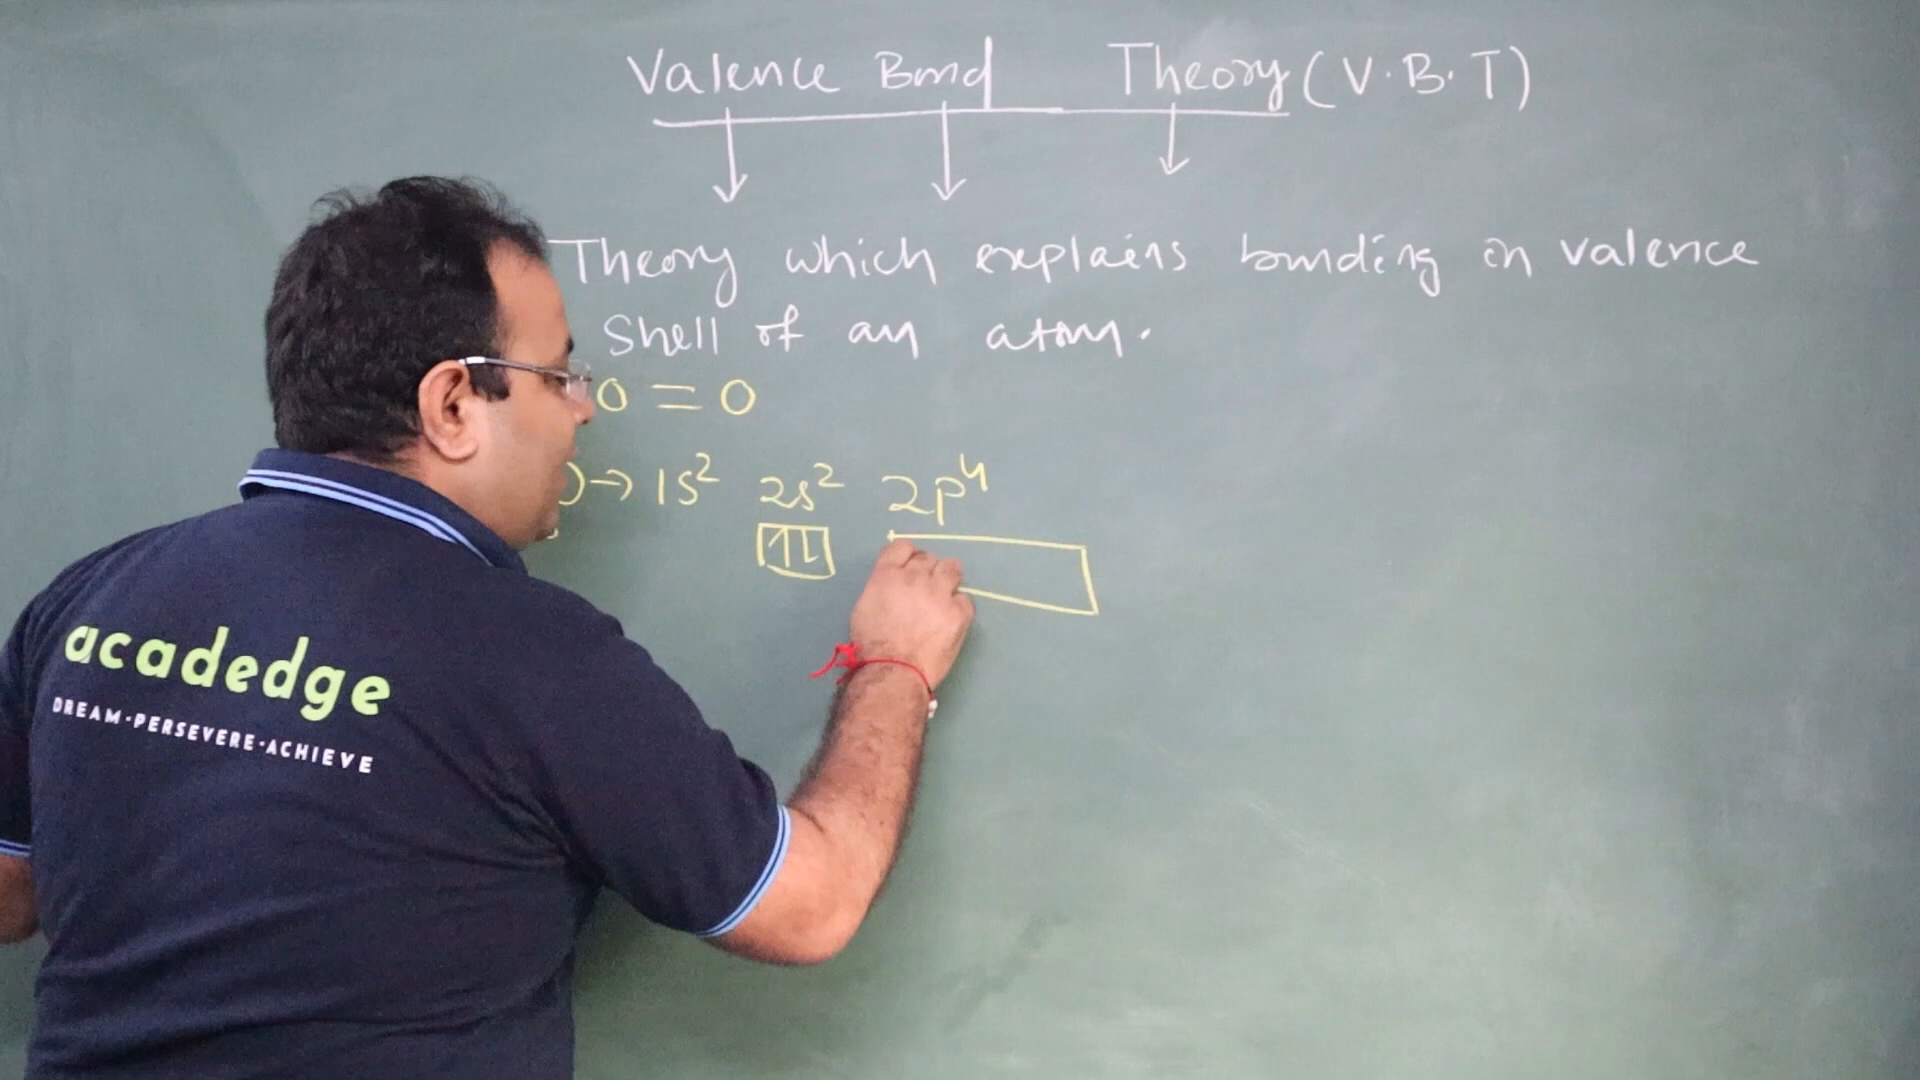 Valence Bond Theory (V.B.T)
Theory which explains bonding in valence
Shell of an atom.
O = O
O → 1s² 2s² 2p⁴
↑↓
acadedge
DREAM·PERSEVERE·ACHIEVE